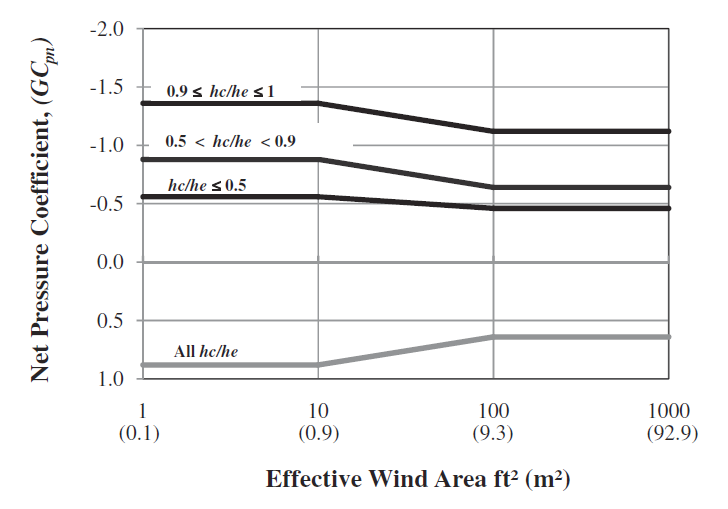 Net Pressure Coefficient, (GCpn)
-2.0
-1.5
-1.0
-0.5
0.0
0.5
1.0
0.9 ≤ hc/he ≤ 1
0.5 < hc/he < 0.9
hc/he ≤ 0.5
All hc/he
1 10 100 1000
(0.1) (0.9) (9.3) (92.9)
Effective Wind Area ft² (m²)